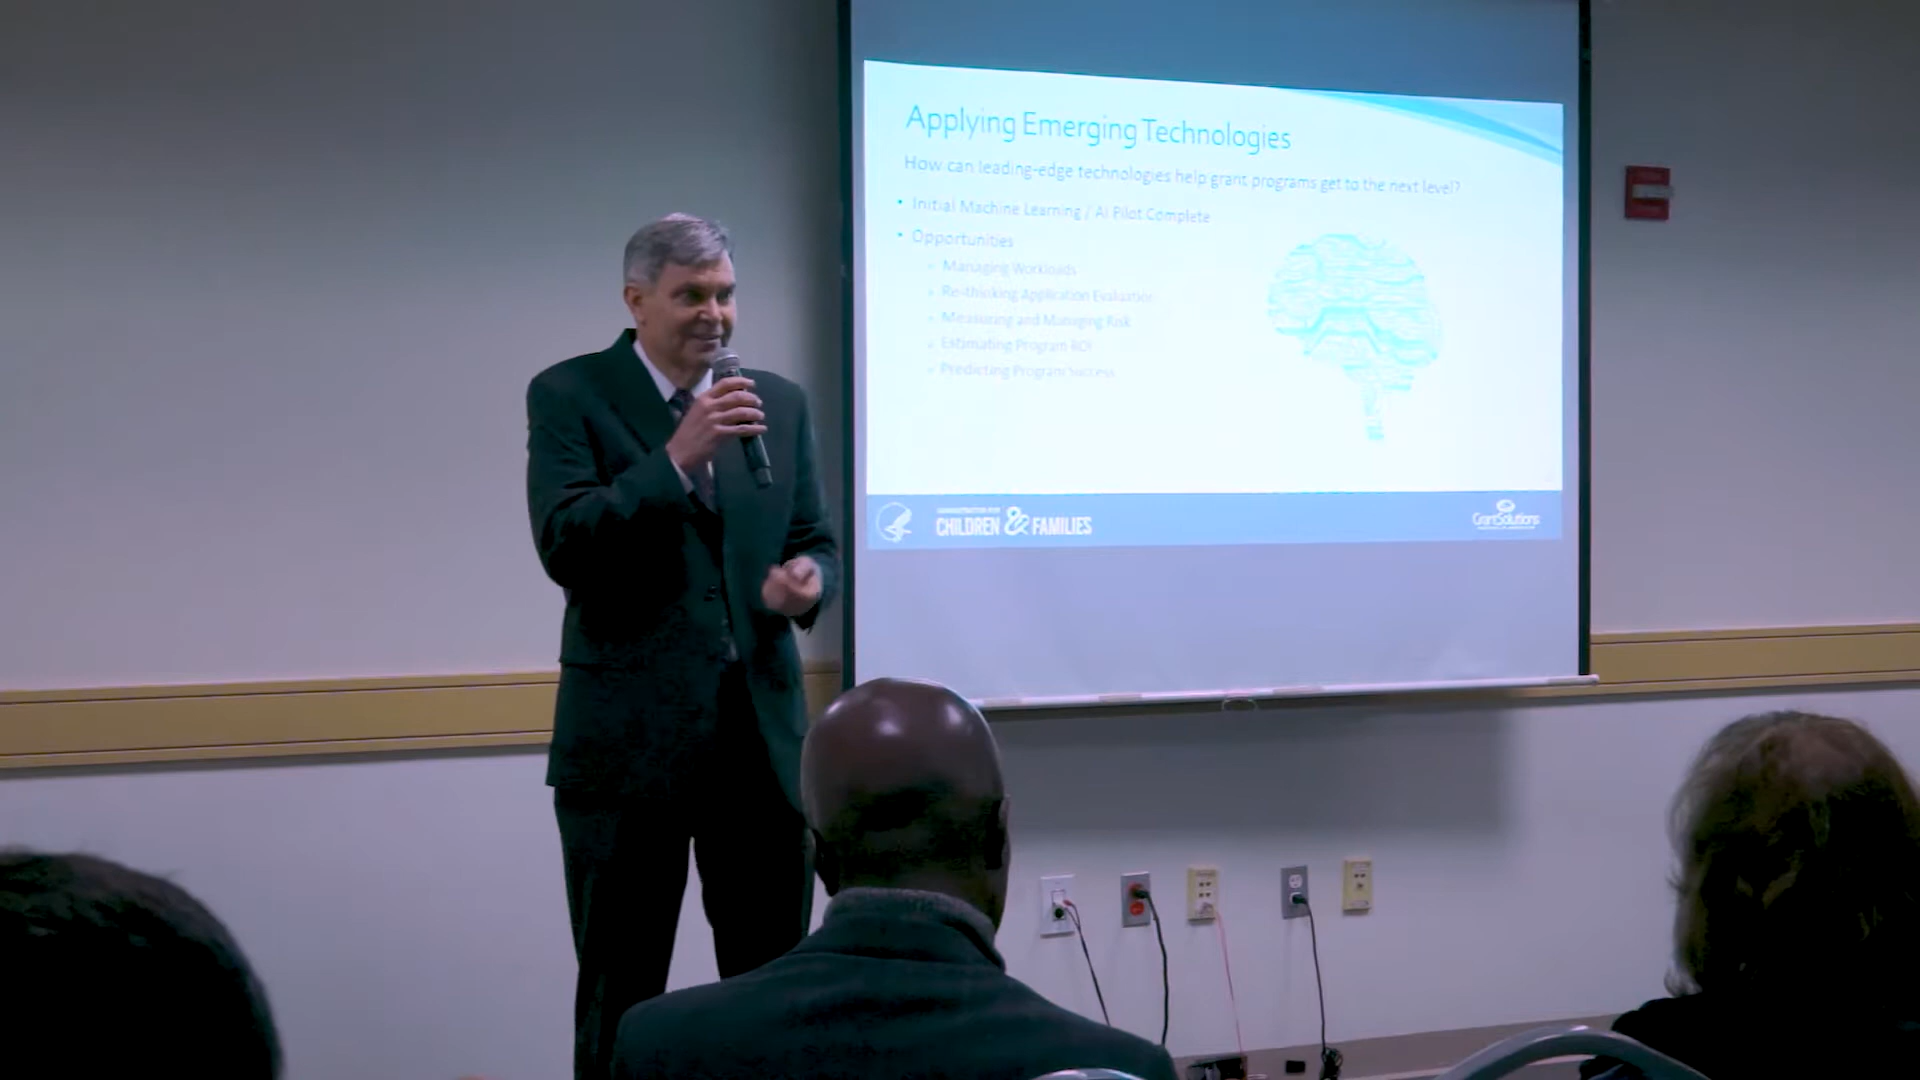 Applying Emerging Technologies
How can leading-edge technologies help grant programs get to the next level?
• Initial Machine Learning / AI Pilot Complete
• Opportunities
Managing Workloads
Re-thinking Application Evaluation
Measuring and Managing Risk
Estimating Program ROI
Predicting Program Success
ADMINISTRATION FOR
CHILDREN & FAMILIES
GrantSolutions